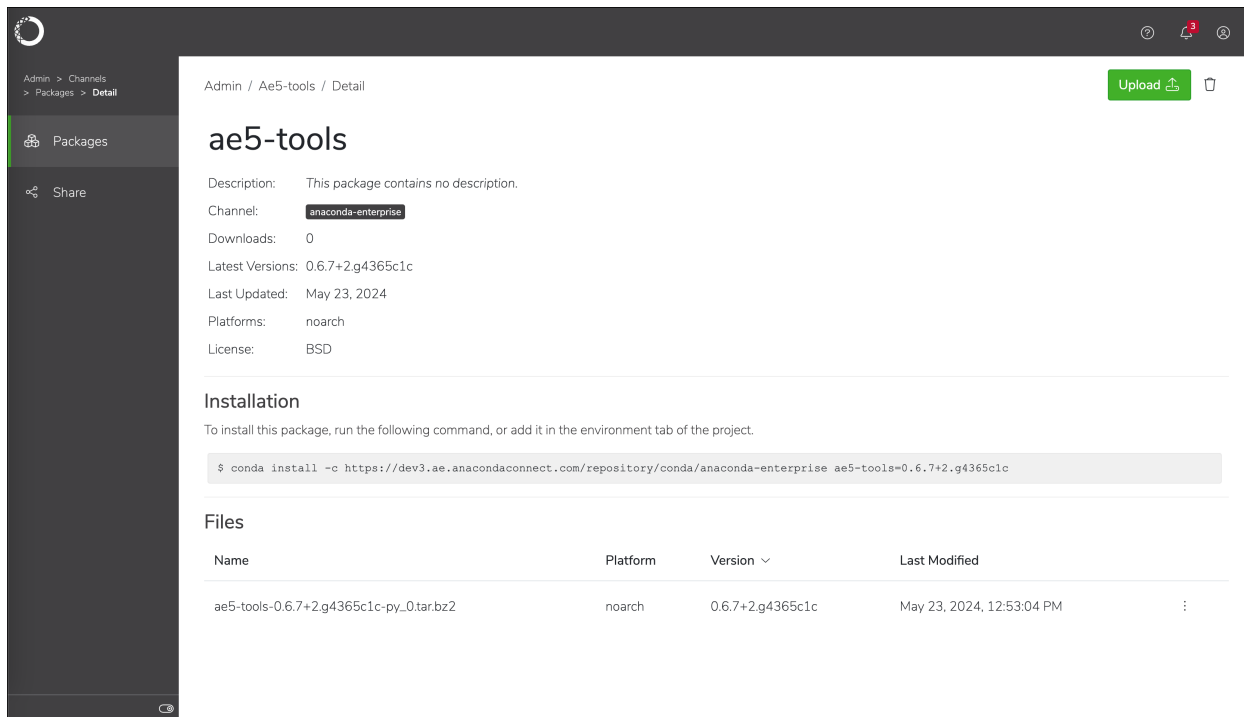 3
Admin > Channels
> Packages > Detail
Packages
Share
Admin / Ae5-tools / Detail
Upload
ae5-tools
Description: This package contains no description.
Channel: anaconda-enterprise
Downloads: 0
Latest Versions: 0.6.7+2.g4365c1c
Last Updated: May 23, 2024
Platforms: noarch
License: BSD
Installation
To install this package, run the following command, or add it in the environment tab of the project.
$ conda install -c https://dev3.ae.anacondaconnect.com/repository/conda/anaconda-enterprise ae5-tools=0.6.7+2.g4365c1c
Files
Name Platform Version Last Modified
ae5-tools-0.6.7+2.g4365c1c-py_0.tar.bz2 noarch 0.6.7+2.g4365c1c May 23, 2024, 12:53:04 PM